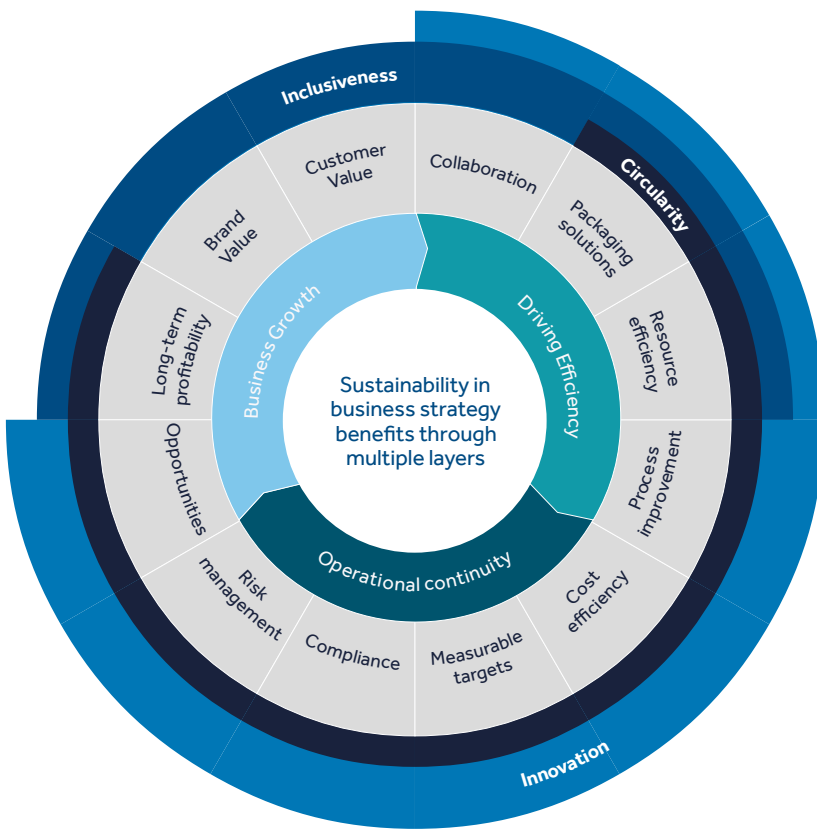 Inclusiveness
Circularity
Innovation
Customer
Value
Collaboration
Packaging
solutions
Resource
efficiency
Process
improvement
Cost
efficiency
Measurable
targets
Compliance
Risk
management
Opportunities
Long-term
profitability
Brand
Value
Business Growth
Driving Efficiency
Operational continuity
Sustainability in
business strategy
benefits through
multiple layers